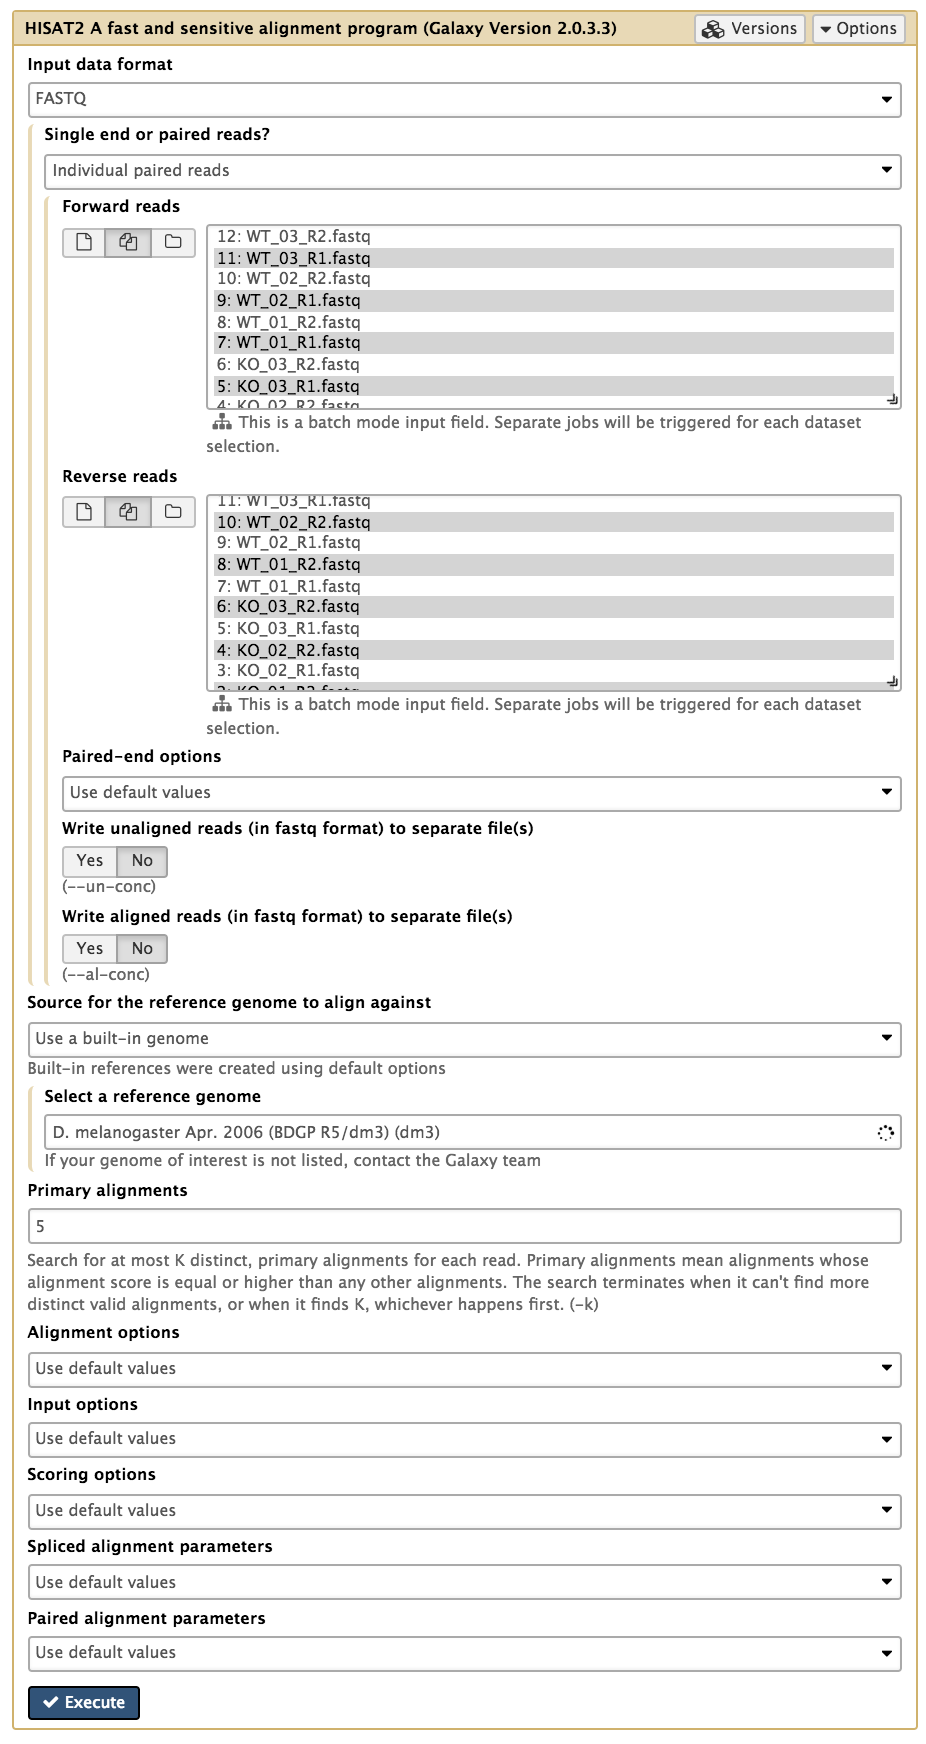 HISAT2 A fast and sensitive alignment program (Galaxy Version 2.0.3.3) Versions Options
Input data format
FASTQ
Single end or paired reads?
Individual paired reads
Forward reads
12: WT_03_R2.fastq
11: WT_03_R1.fastq
10: WT_02_R2.fastq
9: WT_02_R1.fastq
8: WT_01_R2.fastq
7: WT_01_R1.fastq
6: KO_03_R2.fastq
5: KO_03_R1.fastq
4: KO_02_R2.fastq
This is a batch mode input field. Separate jobs will be triggered for each dataset
selection.
Reverse reads
11: WT_03_R1.fastq
10: WT_02_R2.fastq
9: WT_02_R1.fastq
8: WT_01_R2.fastq
7: WT_01_R1.fastq
6: KO_03_R2.fastq
5: KO_03_R1.fastq
4: KO_02_R2.fastq
3: KO_02_R1.fastq
2: KO_01_R2.fastq
This is a batch mode input field. Separate jobs will be triggered for each dataset
selection.
Paired-end options
Use default values
Write unaligned reads (in fastq format) to separate file(s)
Yes No
(--un-conc)
Write aligned reads (in fastq format) to separate file(s)
Yes No
(--al-conc)
Source for the reference genome to align against
Use a built-in genome
Built-in references were created using default options
Select a reference genome
D. melanogaster Apr. 2006 (BDGP R5/dm3) (dm3)
If your genome of interest is not listed, contact the Galaxy team
Primary alignments
5
Search for at most K distinct, primary alignments for each read. Primary alignments mean alignments whose
alignment score is equal or higher than any other alignments. The search terminates when it can't find more
distinct valid alignments, or when it finds K, whichever happens first. (-k)
Alignment options
Use default values
Input options
Use default values
Scoring options
Use default values
Spliced alignment parameters
Use default values
Paired alignment parameters
Use default values
Execute